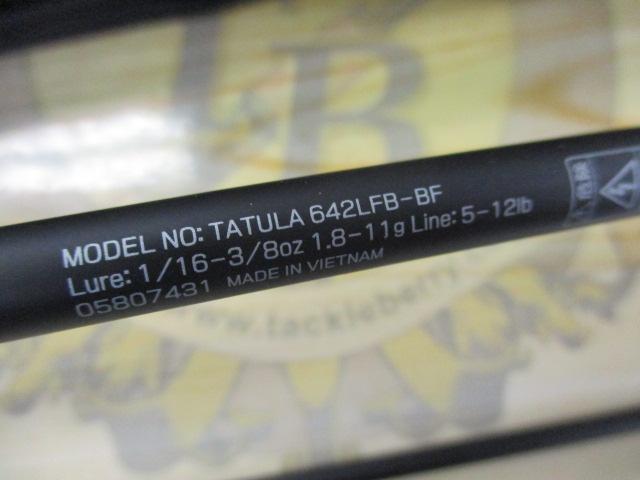 R
MODEL NO: TATULA 642LFB-BF
Lure: 1/16-3/8oz 1.8-11g Line: 5-12lb
05807431 MADE IN VIETNAM
www.tackleberry.